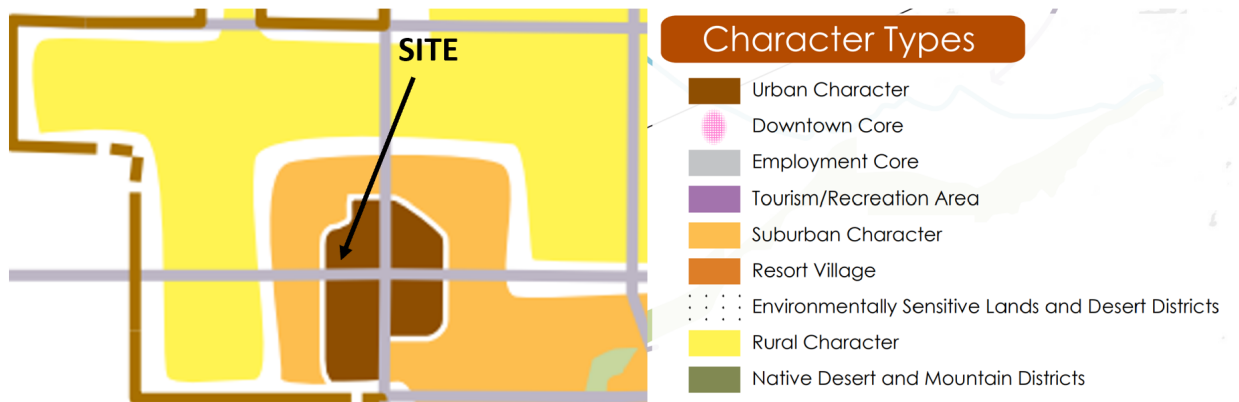 SITE
Character Types
Urban Character
Downtown Core
Employment Core
Tourism/Recreation Area
Suburban Character
Resort Village
Environmentally Sensitive Lands and Desert Districts
Rural Character
Native Desert and Mountain Districts